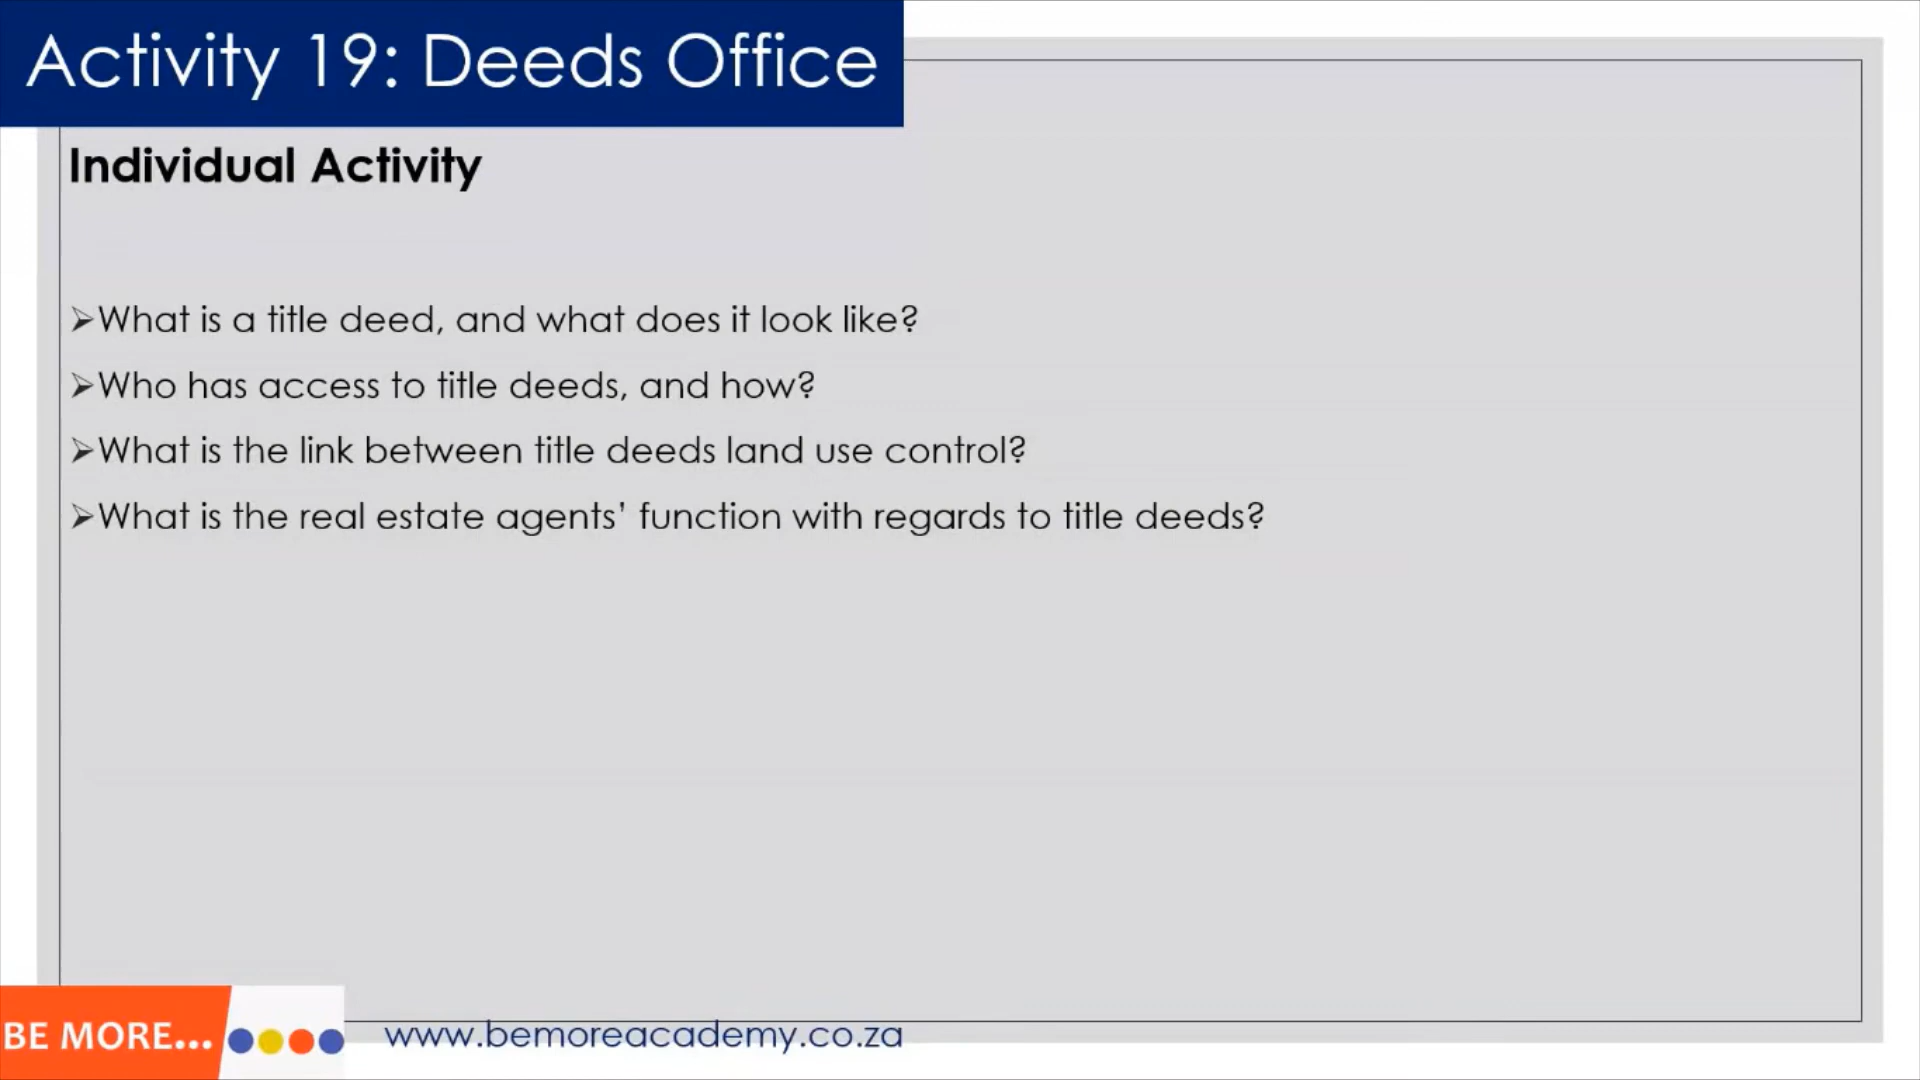 Activity 19: Deeds Office
Individual Activity
➢What is a title deed, and what does it look like?
➢Who has access to title deeds, and how?
➢What is the link between title deeds land use control?
➢What is the real estate agents’ function with regards to title deeds?
BE MORE...
www.bemoreacademy.co.za